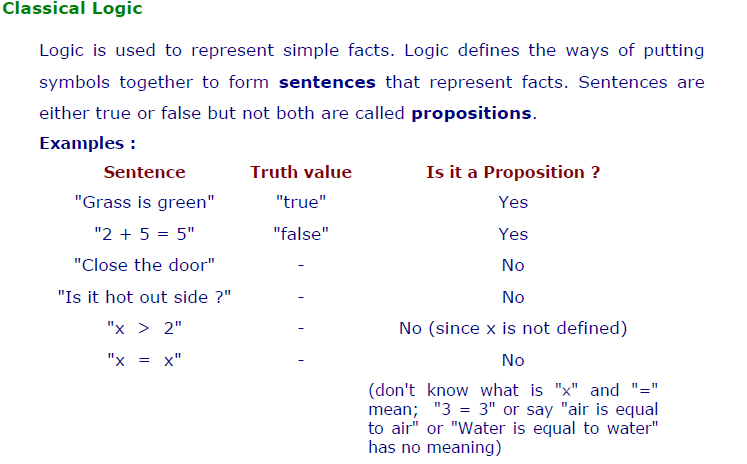 Classical Logic
Logic is used to represent simple facts. Logic defines the ways of putting
symbols together to form sentences that represent facts. Sentences are
either true or false but not both are called propositions.
Examples :
Sentence Truth value Is it a Proposition ?
"Grass is green" "true" Yes
"2 + 5 = 5" "false" Yes
"Close the door" - No
"Is it hot out side ?" - No
"x > 2" - No (since x is not defined)
"x = x" - No
(don't know what is "x" and "="
mean; "3 = 3" or say "air is equal
to air" or "Water is equal to water"
has no meaning)